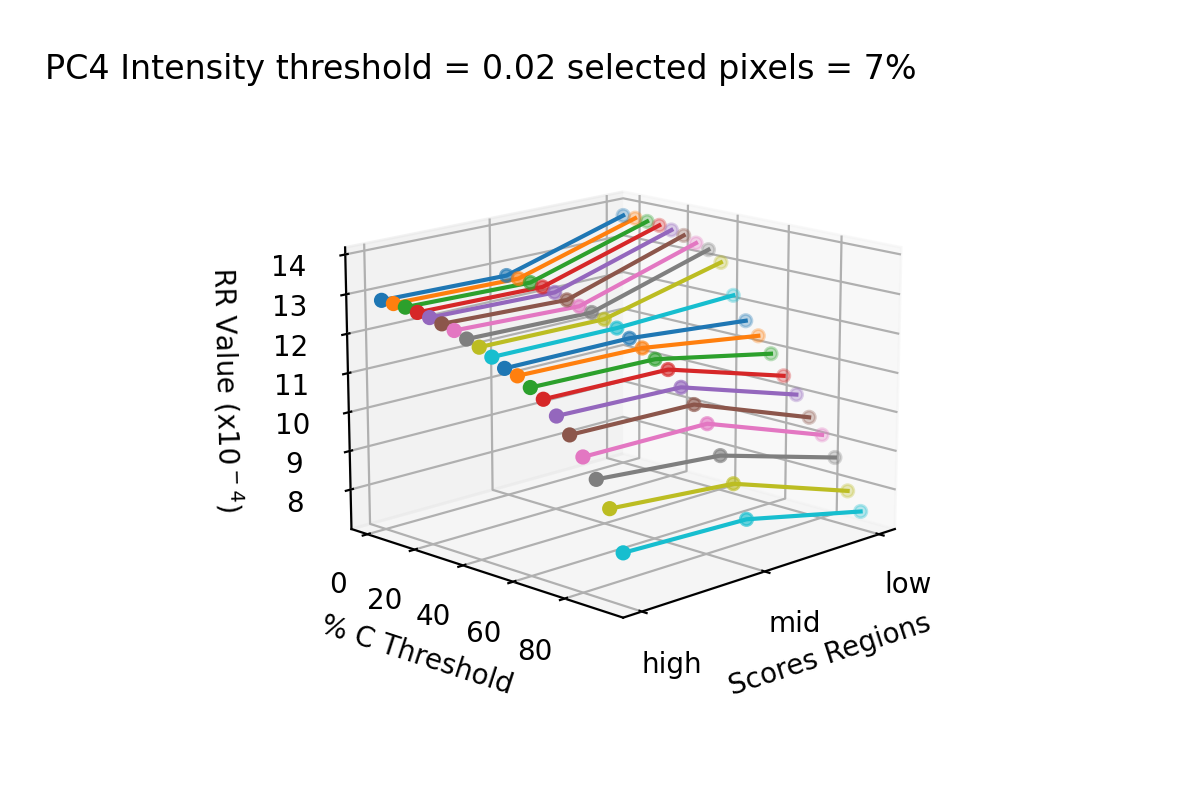 PC4 Intensity threshold = 0.02 selected pixels = 7%
RR Value (x10⁻⁴)
14
13
12
11
10
9
8
0
20
40
60
80
% C Threshold
high
mid
low
Scores Regions